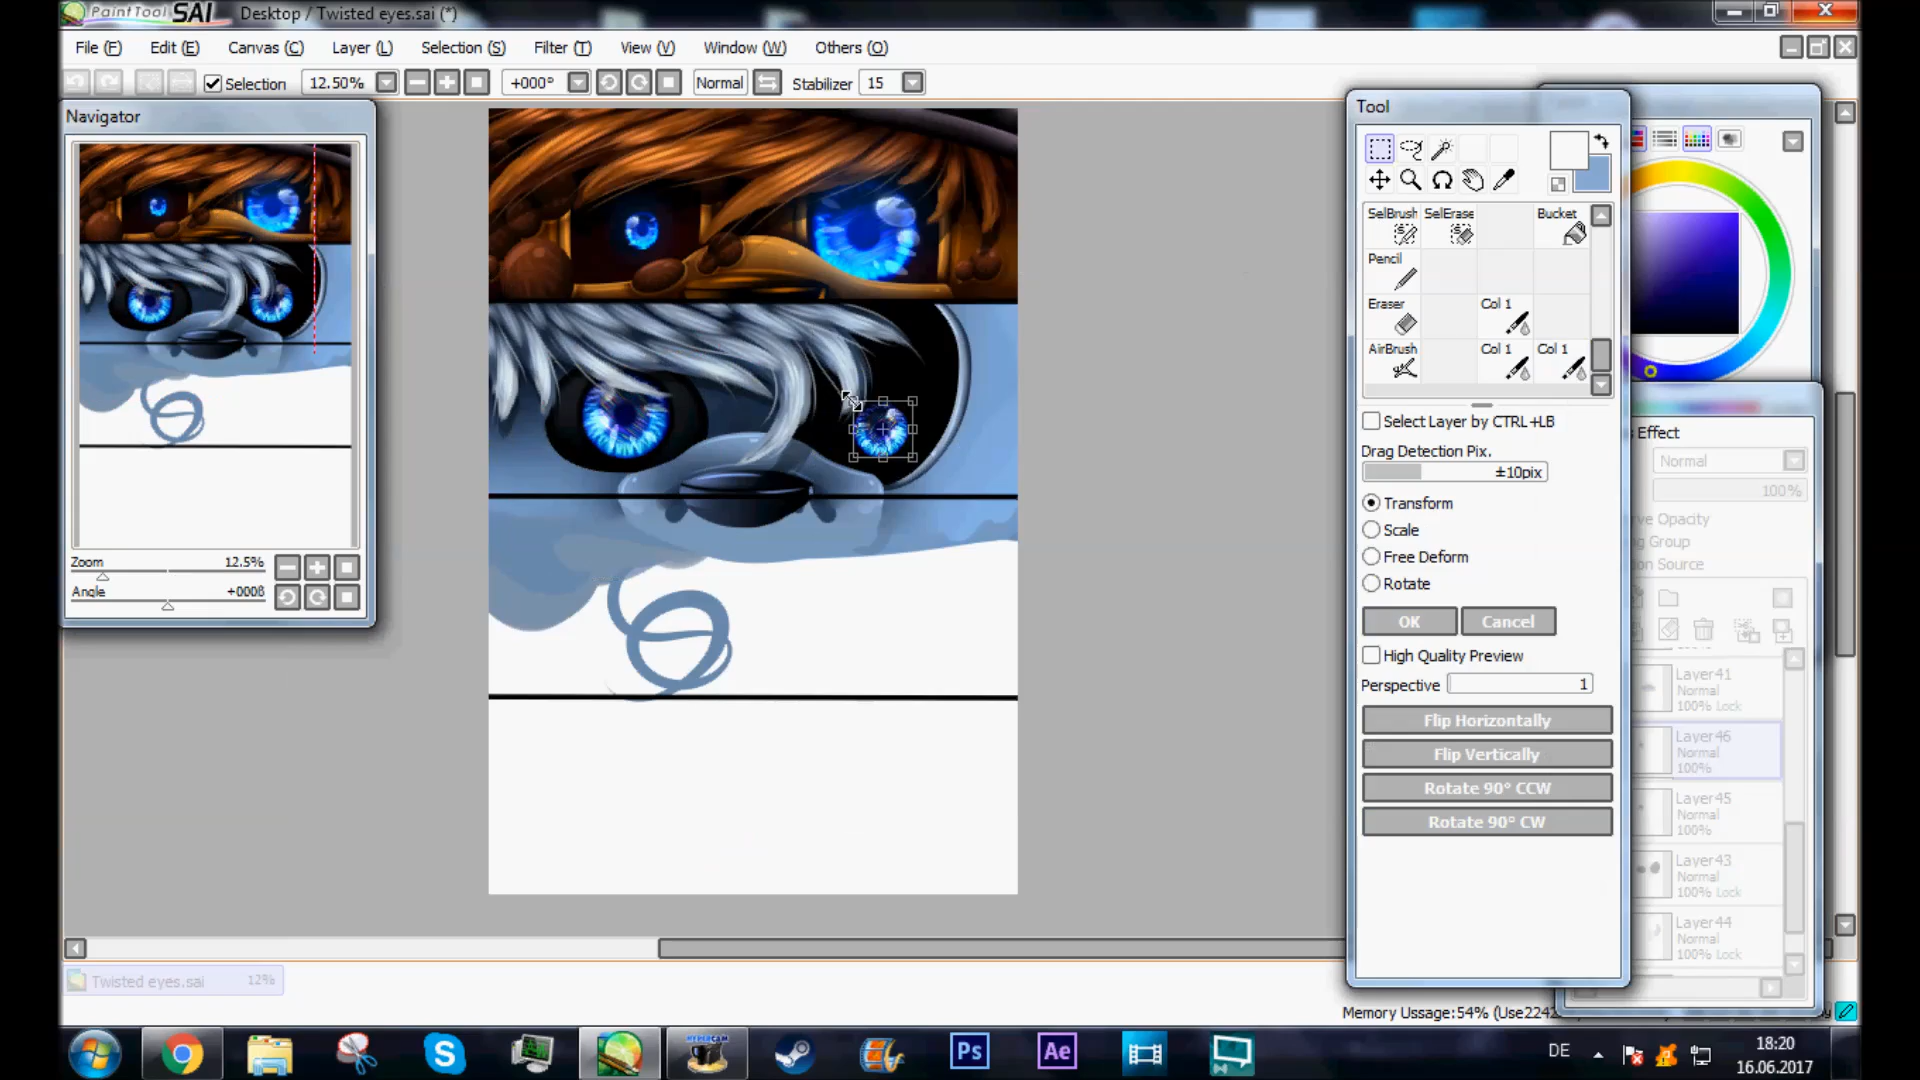 PaintTool SAI Desktop / Twisted eyes.sai (*)
File (F) Edit (E) Canvas (C) Layer (L) Selection (S) Filter (T) View (V) Window (W) Others (O)
Selection 12.50% +000° Normal Stabilizer 15
Navigator
Zoom 12.5%
Angle +000ß
Tool
SelBrush SelErase Bucket
Pencil
Eraser Col 1
AirBrush Col 1 Col 1
Select Layer by CTRL+LB
Drag Detection Pix.
±10pix
Transform
Scale
Free Deform
Rotate
OK Cancel
High Quality Preview
Perspective 1
Flip Horizontally
Flip Vertically
Rotate 90° CCW
Rotate 90° CW
Effect
Normal
100%
Opacity
Group
Source
Layer41
Normal
100% Lock
Layer46
Normal
100%
Layer45
Normal
100%
Layer43
Normal
100% Lock
Layer44
Normal
100% Lock
Twisted eyes.sai 12%
Memory Ussage:54%
HYPERCAM
Ps Ae
DE 18:20
16.06.2017